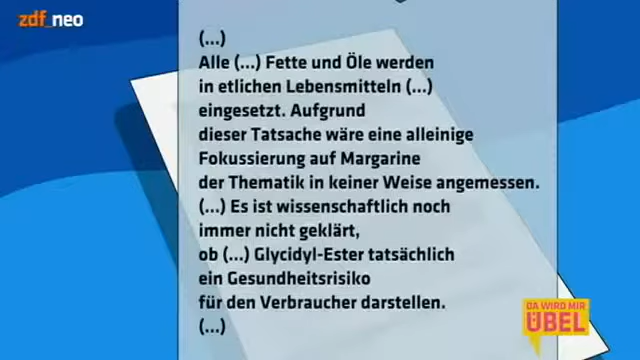 zdf_neo
(...)
Alle (...) Fette und Öle werden
in etlichen Lebensmitteln (...)
eingesetzt. Aufgrund
dieser Tatsache wäre eine alleinige
Fokussierung auf Margarine
der Thematik in keiner Weise angemessen.
(...) Es ist wissenschaftlich noch
immer nicht geklärt,
ob (...) Glycidyl-Ester tatsächlich
ein Gesundheitsrisiko
für den Verbraucher darstellen.
(...)
DA WIRD MIR
ÜBEL